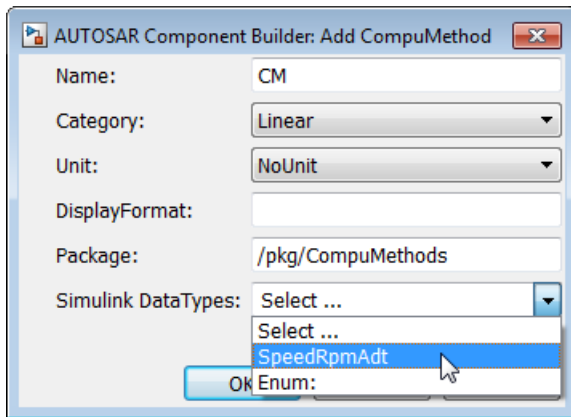 AUTOSAR Component Builder: Add CompuMethod
Name: CM
Category: Linear
Unit: NoUnit
DisplayFormat:
Package: /pkg/CompuMethods
Simulink DataTypes: Select ...
Select ...
SpeedRpmAdt
Enum: